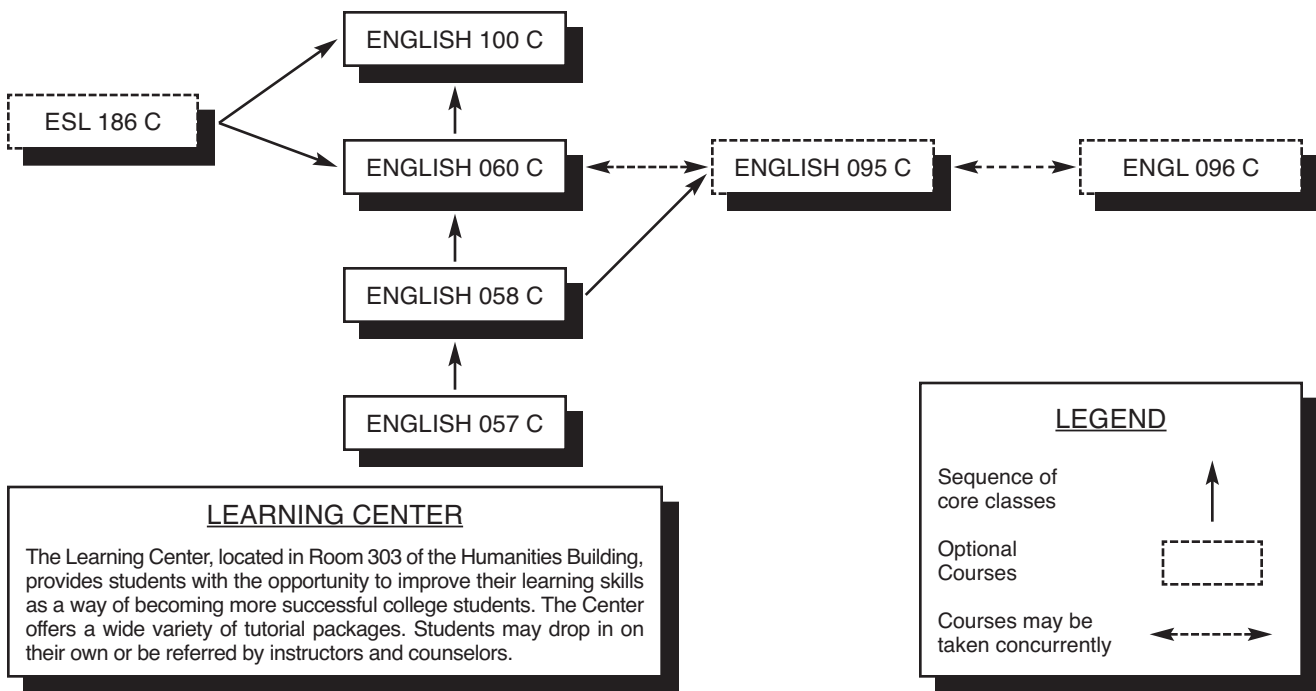 ENGLISH 100 C
ESL 186 C
ENGLISH 060 C
ENGLISH 095 C
ENGL 096 C
ENGLISH 058 C
ENGLISH 057 C
LEARNING CENTER
The Learning Center, located in Room 303 of the Humanities Building,
provides students with the opportunity to improve their learning skills
as a way of becoming more successful college students. The Center
offers a wide variety of tutorial packages. Students may drop in on
their own or be referred by instructors and counselors.
LEGEND
Sequence of
core classes
Optional
Courses
Courses may be
taken concurrently